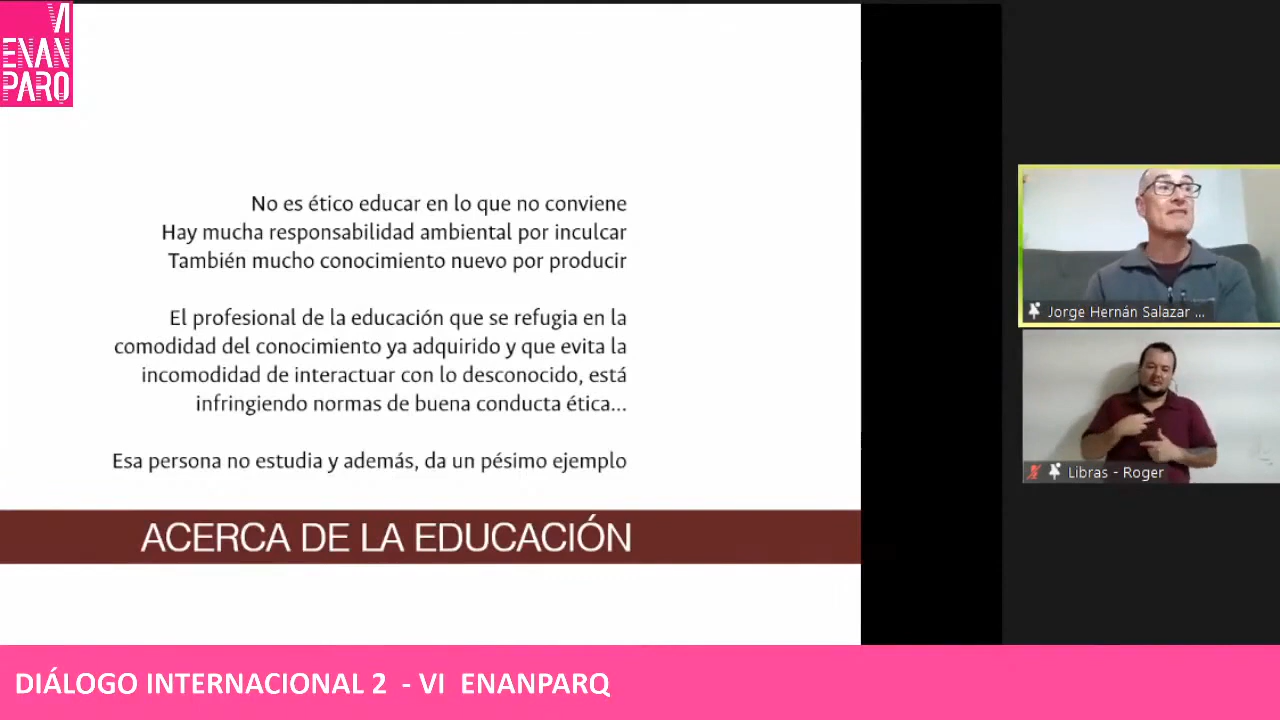 VI
ENAN
PARQ
No es ético educar en lo que no conviene
Hay mucha responsabilidad ambiental por inculcar
También mucho conocimiento nuevo por producir
El profesional de la educación que se refugia en la
comodidad del conocimiento ya adquirido y que evita la
incomodidad de interactuar con lo desconocido, está
infringiendo normas de buena conducta ética...
Esa persona no estudia y además, da un pésimo ejemplo
ACERCA DE LA EDUCACIÓN
Jorge Hernán Salazar ...
Libras - Roger
DIÁLOGO INTERNACIONAL 2 - VI ENANPARQ